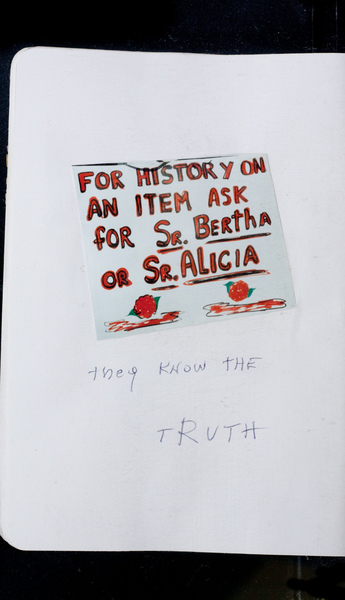 FOR HISTORY ON
AN ITEM ASK
FOR Sr. BERTHA
OR Sr. ALICIA
they KNOW THE
TRUTH